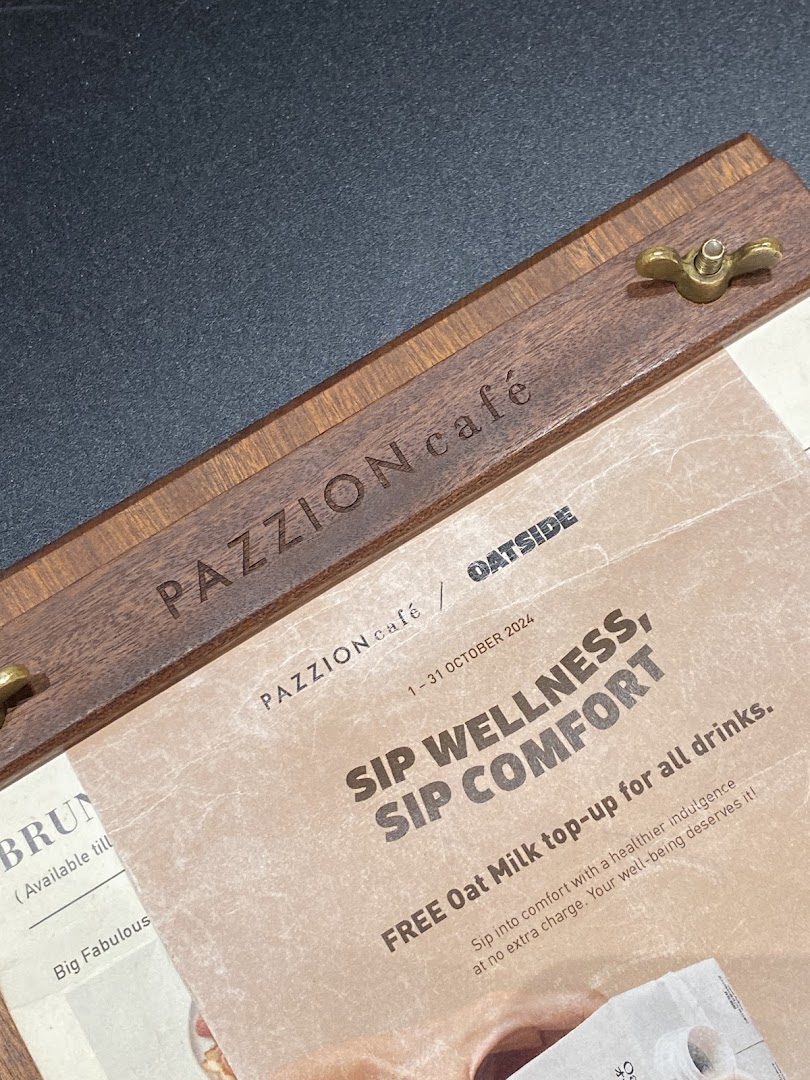 PAZZION café
PAZZION café / OATSIDE
1 – 31 OCTOBER 2024
SIP WELLNESS,
SIP COMFORT
FREE Oat Milk top-up for all drinks.
Sip into comfort with a healthier indulgence
at no extra charge. Your well-being deserves it!
BRUN
( Available till
Big Fabulous